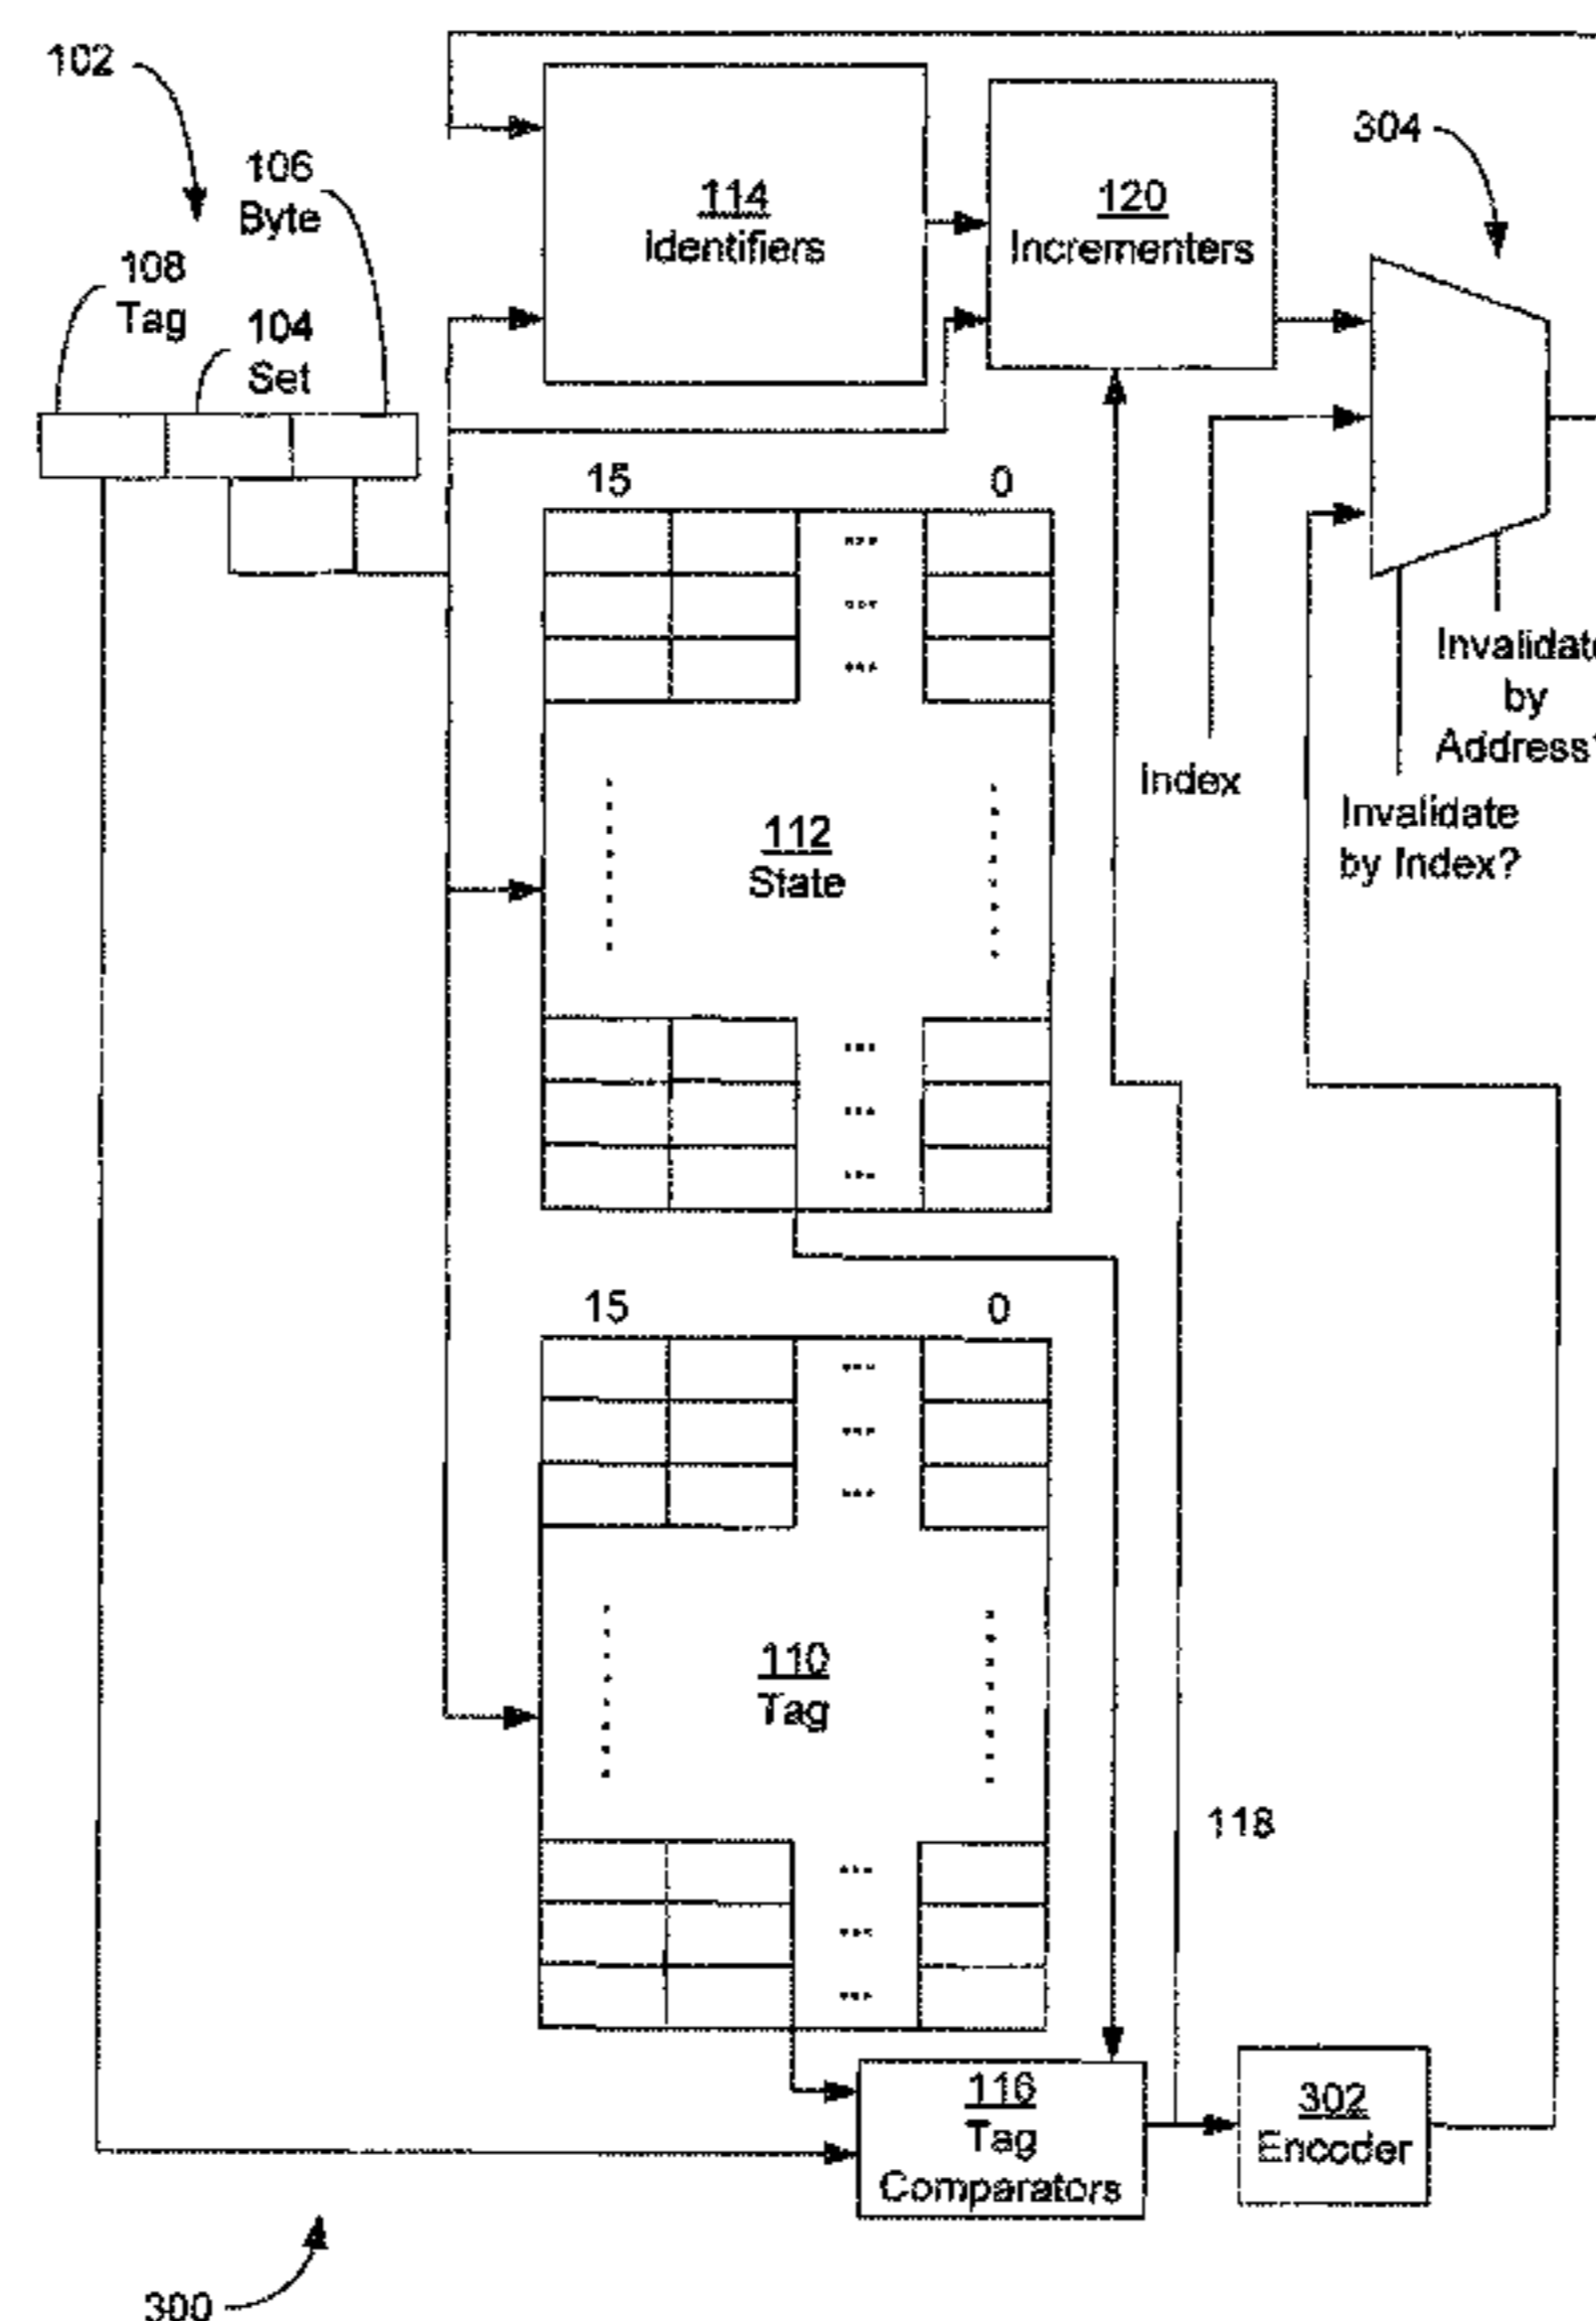 102
106
Byte
108
Tag
104
Set
114
Identifiers
120
Incrementers
304
15
0
112
State
Index
Invalidate
by
Address?
Invalidate
by Index?
15
0
110
Tag
118
116
Tag
Comparators
302
Encoder
300